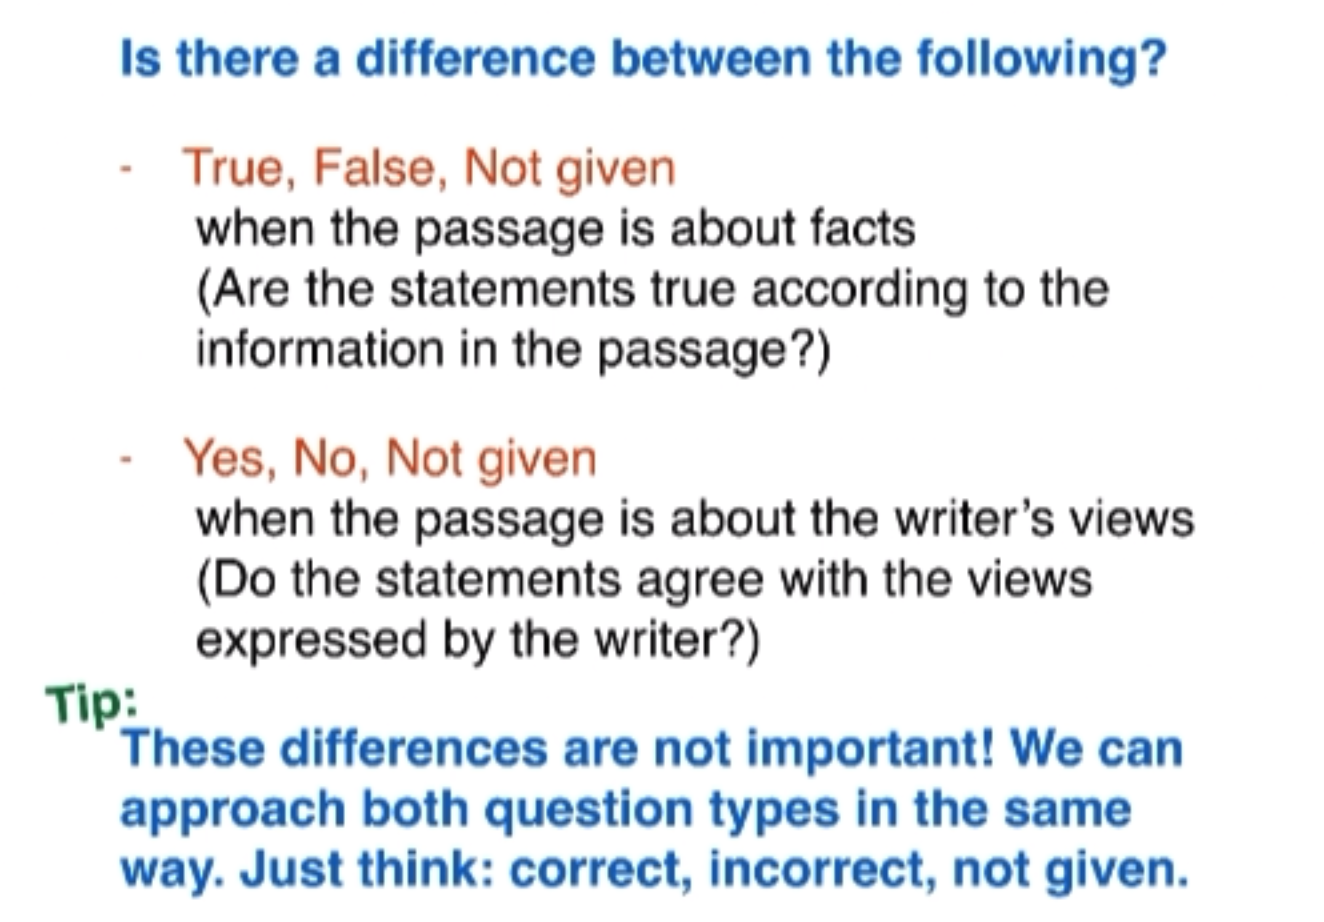 Is there a difference between the following?
- True, False, Not given
when the passage is about facts
(Are the statements true according to the
information in the passage?)
- Yes, No, Not given
when the passage is about the writer’s views
(Do the statements agree with the views
expressed by the writer?)
Tip:
These differences are not important! We can
approach both question types in the same
way. Just think: correct, incorrect, not given.